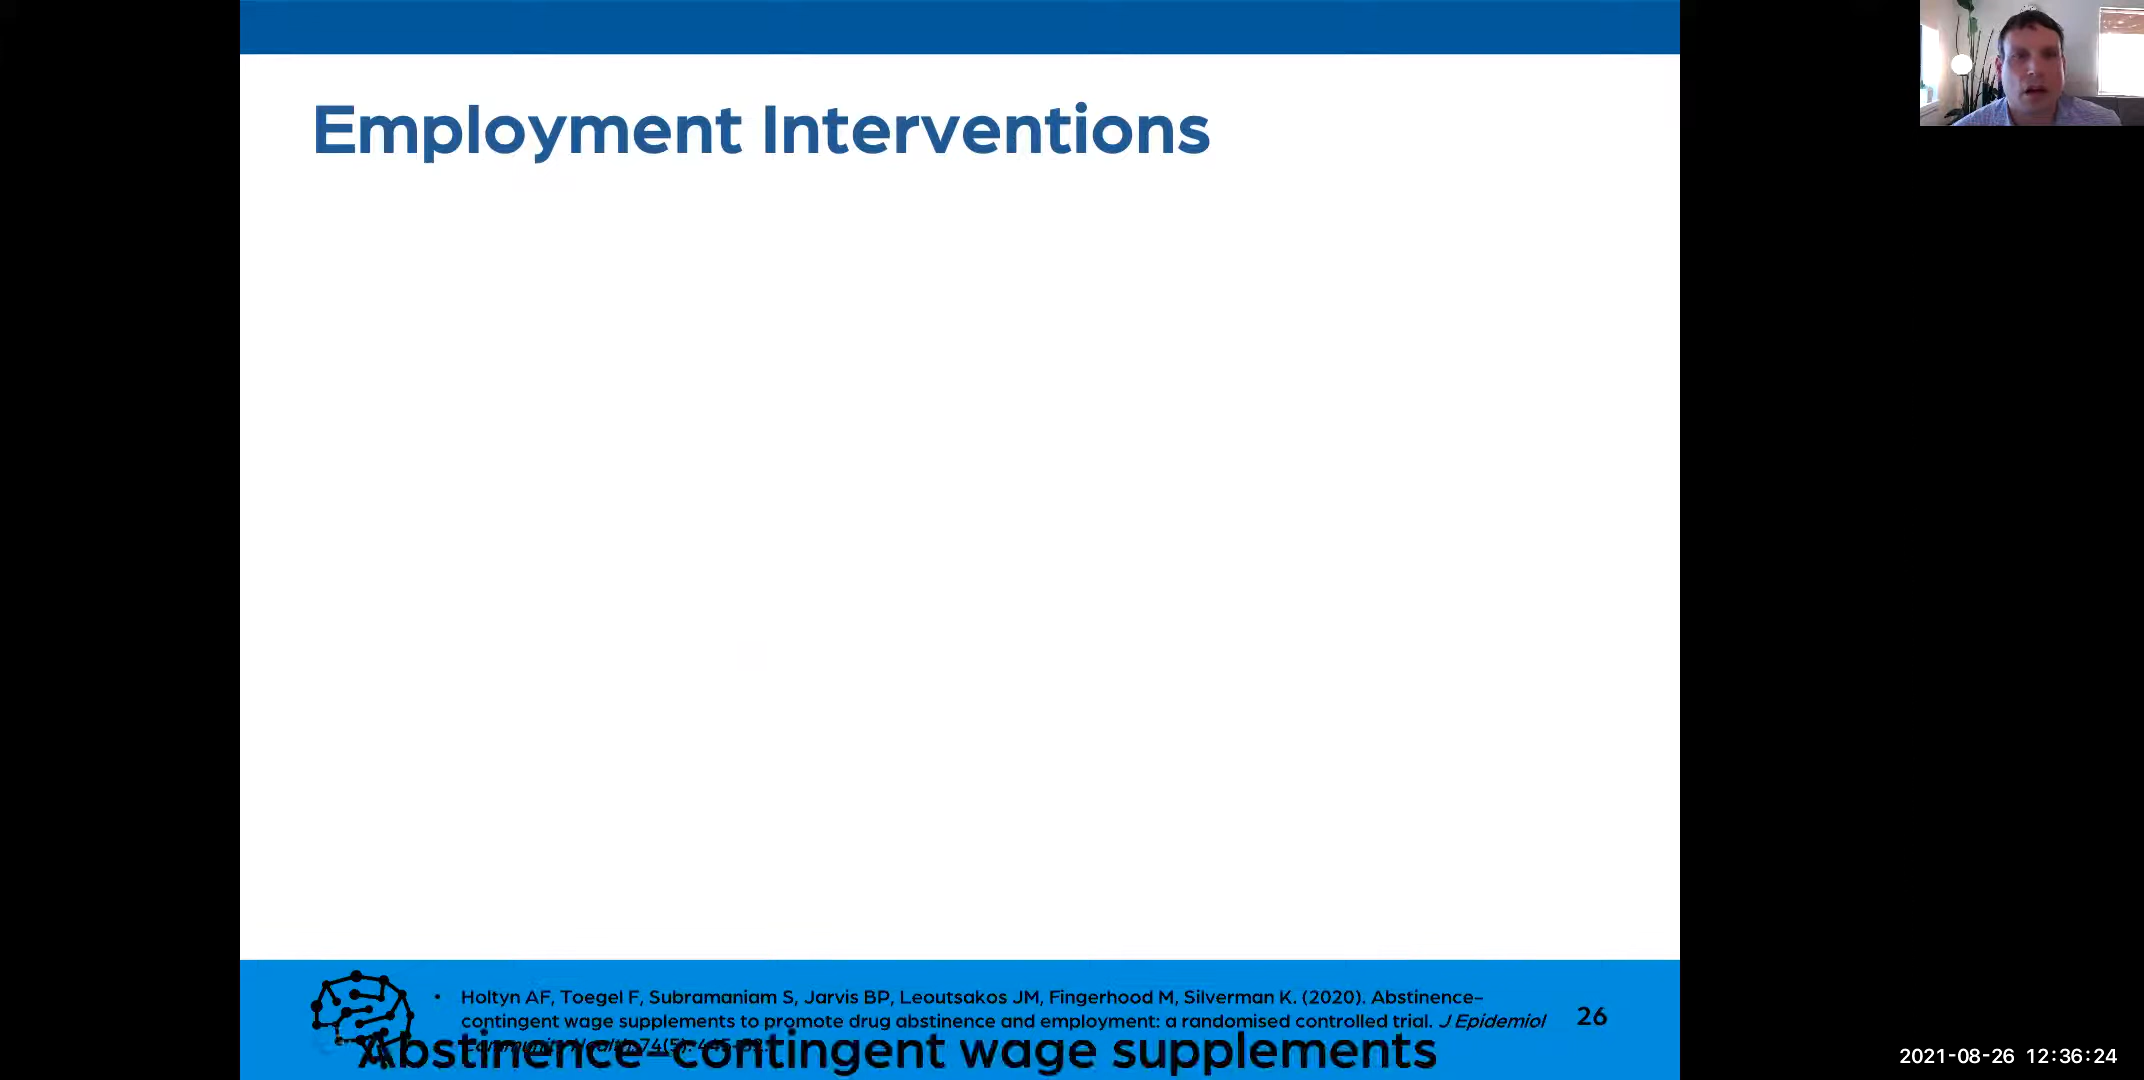 Employment Interventions
• Holtyn AF, Toegel F, Subramaniam S, Jarvis BP, Leoutsakos JM, Fingerhood M, Silverman K. (2020). Abstinence-
contingent wage supplements to promote drug abstinence and employment: a randomised controlled trial. J Epidemiol
26
Abstinence-contingent wage supplements
2021-08-26 12:36:24